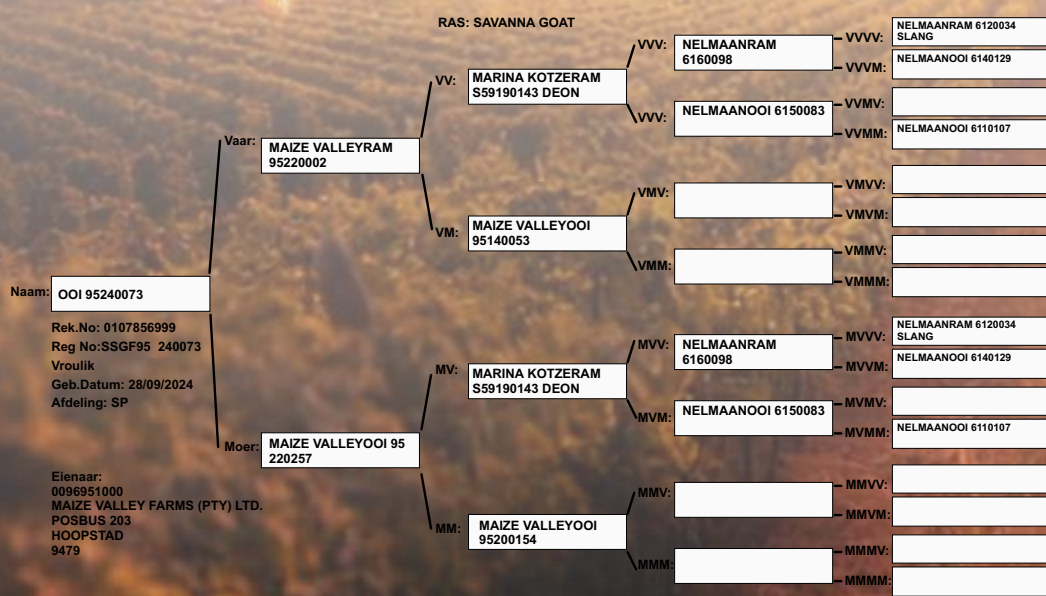 RAS: SAVANNA GOAT
Naam:
OOI 95240073
Rek.No: 0107856999
Reg No:SSGF95 240073
Vroulik
Geb.Datum: 28/09/2024
Afdeling: SP
Eienaar:
0096951000
MAIZE VALLEY FARMS (PTY) LTD.
POSBUS 203
HOOPSTAD
9479
Vaar:
MAIZE VALLEYRAM
95220002
Moer:
MAIZE VALLEYOOI 95
220257
VV:
MARINA KOTZERAM
S59190143 DEON
VM:
MAIZE VALLEYOOI
95140053
MV:
MARINA KOTZERAM
S59190143 DEON
MM:
MAIZE VALLEYOOI
95200154
VVV:
NELMAANRAM
6160098
VVV:
NELMAANOOI 6150083
VMV:
VMM:
MVV:
NELMAANRAM
6160098
MVM:
NELMAANOOI 6150083
MMV:
MMM:
VVVV:
NELMAANRAM 6120034
SLANG
VVVM:
NELMAANOOI 6140129
VVMV:
VVMM:
NELMAANOOI 6110107
VMVV:
VMVM:
VMMV:
VMMM:
MVVV:
NELMAANRAM 6120034
SLANG
MVVM:
NELMAANOOI 6140129
MVMV:
MVMM:
NELMAANOOI 6110107
MMVV:
MMVM:
MMMV:
MMMM: